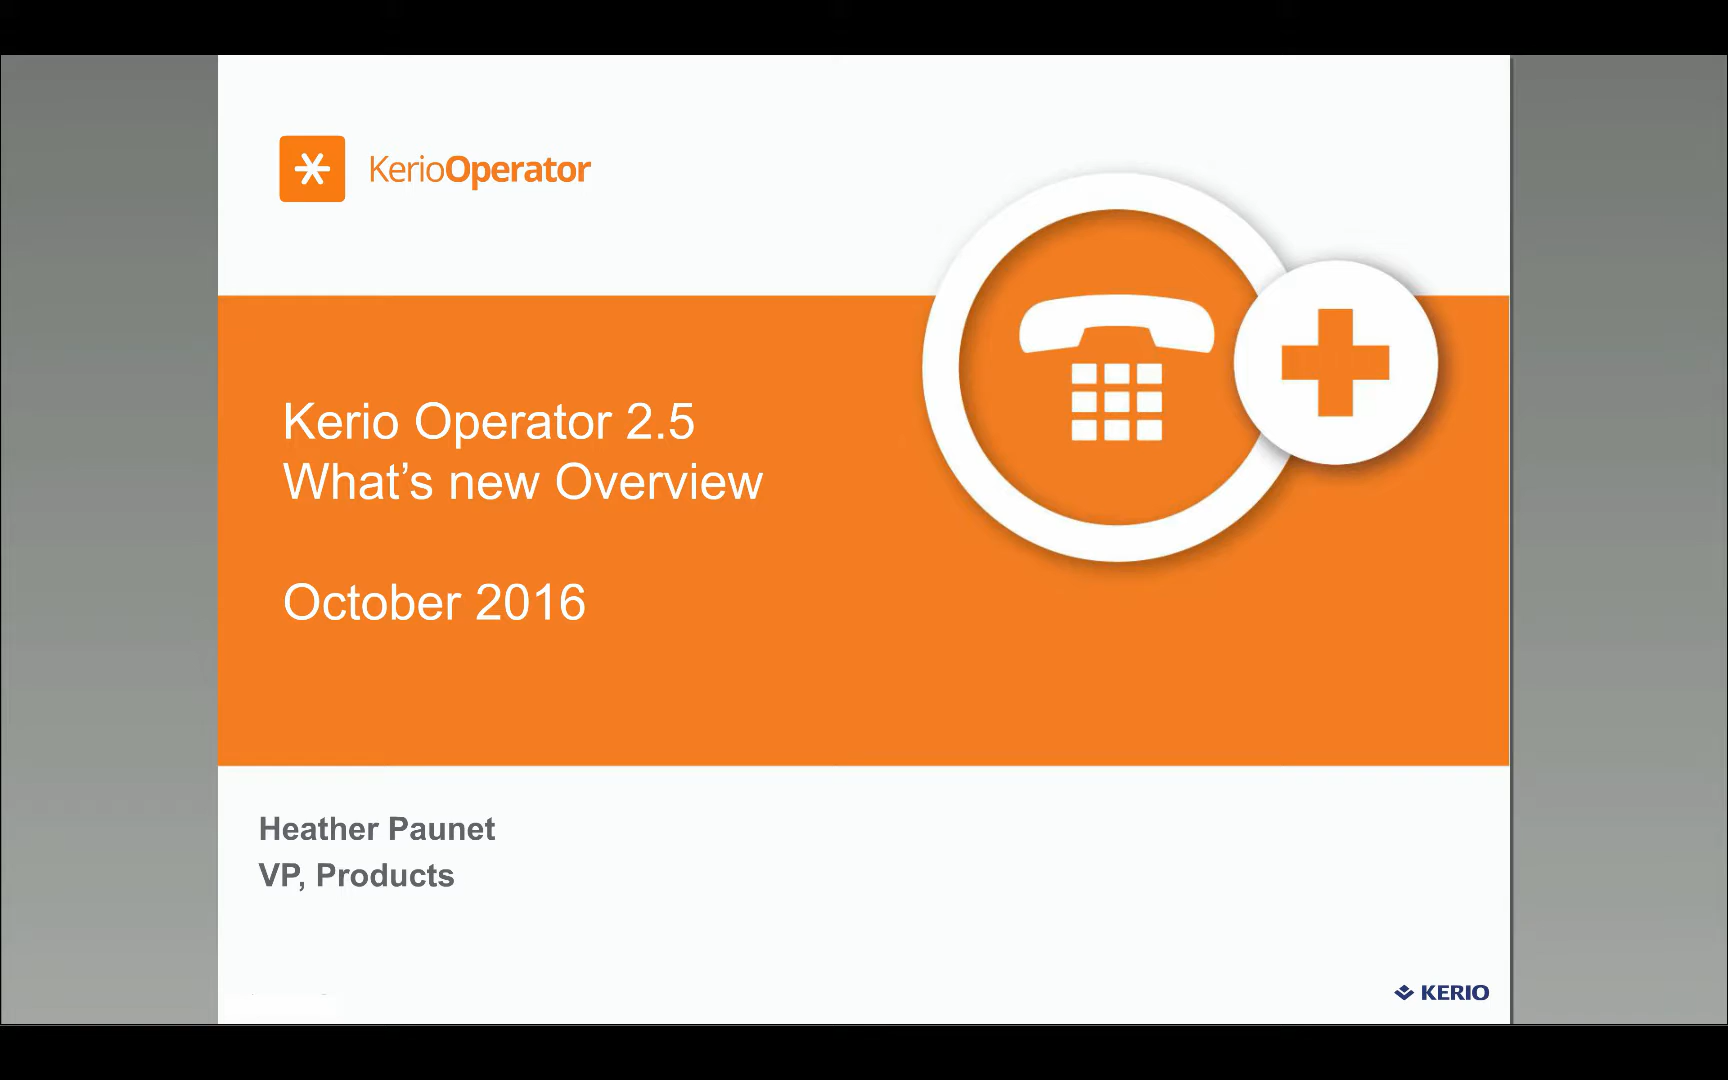 KerioOperator
Kerio Operator 2.5
What’s new Overview
October 2016
Heather Paunet
VP, Products
KERIO